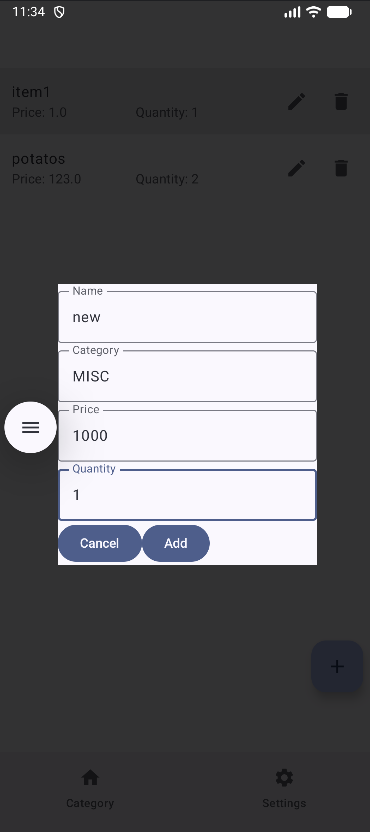 11:34
item1
Price: 1.0 Quantity: 1
potatos
Price: 123.0 Quantity: 2
Name
new
Category
MISC
Price
1000
Quantity
1
Cancel Add
Category Settings